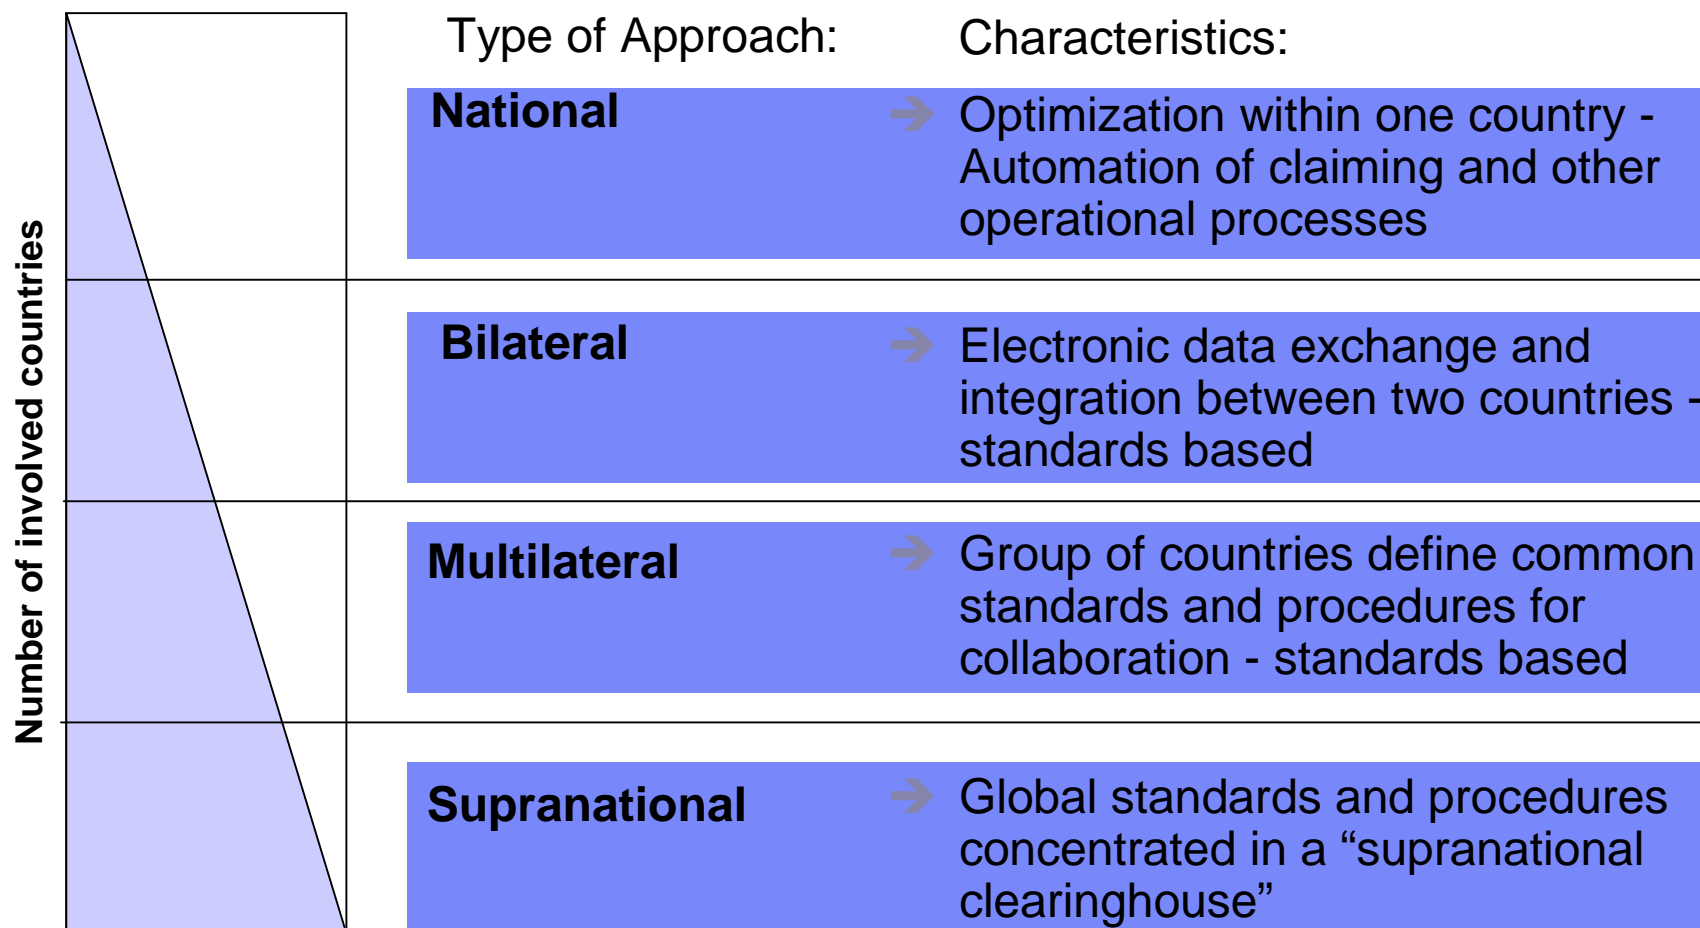 Type of Approach:
Characteristics:
Number of involved countries
National
➔ Optimization within one country -
Automation of claiming and other
operational processes
Bilateral
➔ Electronic data exchange and
integration between two countries -
standards based
Multilateral
➔ Group of countries define common
standards and procedures for
collaboration - standards based
Supranational
➔ Global standards and procedures
concentrated in a “supranational
clearinghouse”